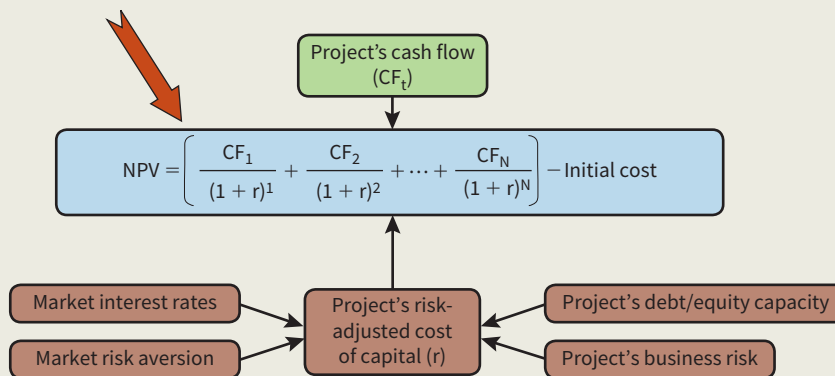 Project's cash flow
(CFt)
NPV = [ CF1 / (1 + r)1 + CF2 / (1 + r)2 + ... + CFN / (1 + r)N ] − Initial cost
Market interest rates
Market risk aversion
Project's risk-
adjusted cost
of capital (r)
Project's debt/equity capacity
Project's business risk